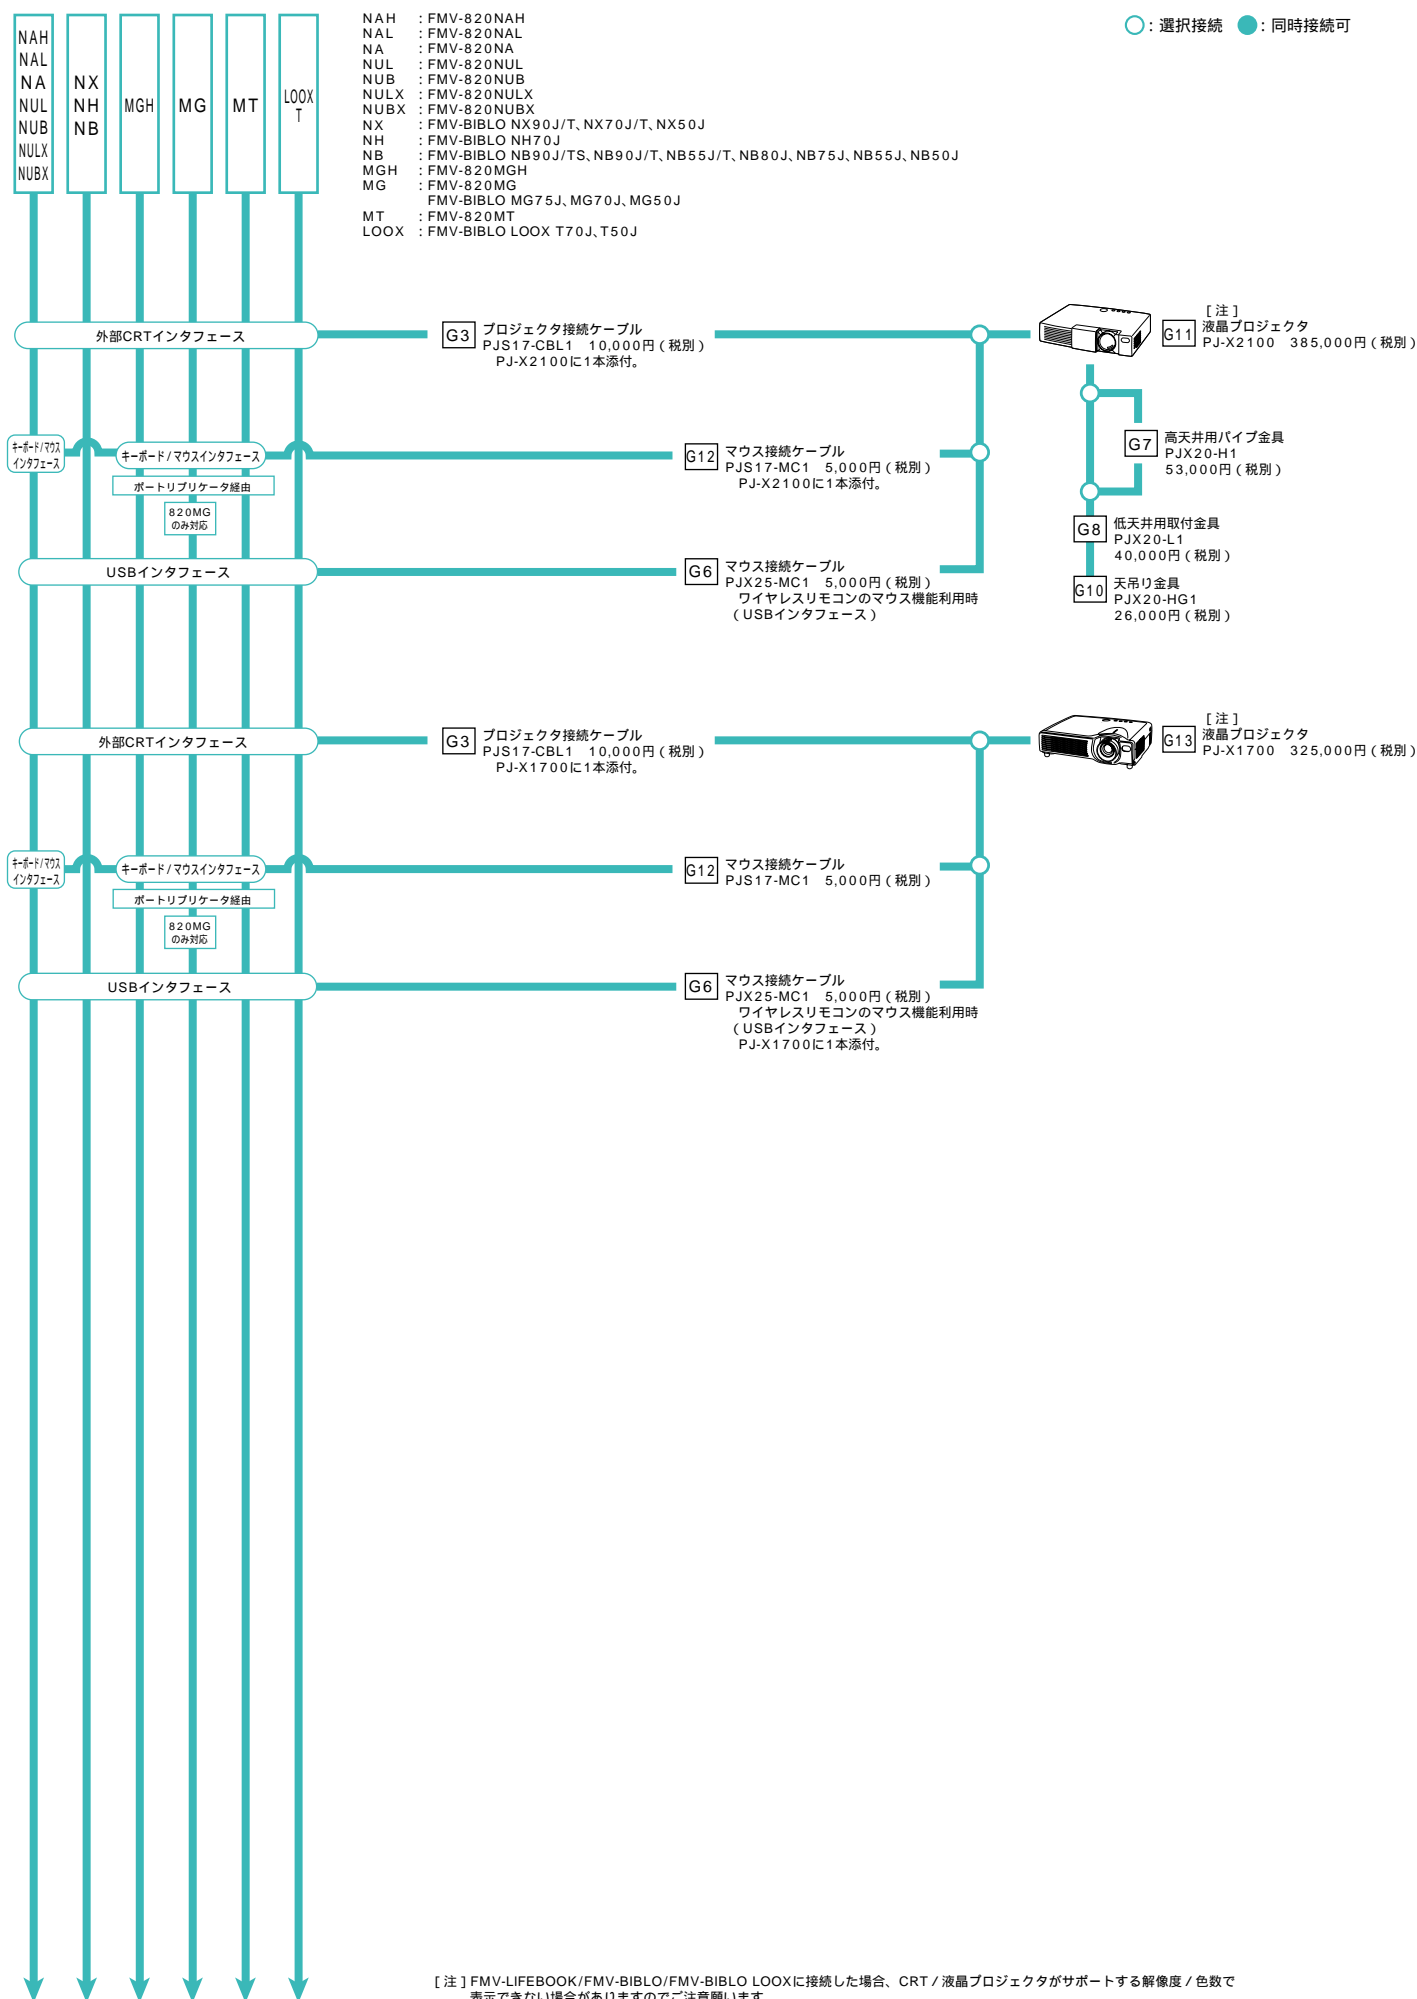 NAH
NAL
NA
NUL
NUB
NULX
NUBX
NX
NH
NB
MGH
MG
MT
LOOX
T
NAH : FMV-820NAH
NAL : FMV-820NAL
NA : FMV-820NA
NUL : FMV-820NUL
NUB : FMV-820NUB
NULX : FMV-820NULX
NUBX : FMV-820NUBX
NX : FMV-BIBLO NX90J/T、NX70J/T、NX50J
NH : FMV-BIBLO NH70J
NB : FMV-BIBLO NB90J/TS、NB90J/T、NB55J/T、NB80J、NB75J、NB55J、NB50J
MGH : FMV-820MGH
MG : FMV-820MG
FMV-BIBLO MG75J、MG70J、MG50J
MT : FMV-820MT
LOOX : FMV-BIBLO LOOX T70J、T50J
：選択接続 ：同時接続可
外部CRTインタフェース
G3 プロジェクタ接続ケーブル
PJS17-CBL1 10,000円（税別）
PJ-X2100に1本添付。
［注］
G11 液晶プロジェクタ
PJ-X2100 385,000円（税別）
G7 高天井用パイプ金具
PJX20-H1
53,000円（税別）
G8 低天井用取付金具
PJX20-L1
40,000円（税別）
G10 天吊り金具
PJX20-HG1
26,000円（税別）
キーボード/マウス
インタフェース
キーボード/マウスインタフェース
ポートリプリケータ経由
820MG
のみ対応
G12 マウス接続ケーブル
PJS17-MC1 5,000円（税別）
PJ-X2100に1本添付。
USBインタフェース
G6 マウス接続ケーブル
PJX25-MC1 5,000円（税別）
ワイヤレスリモコンのマウス機能利用時
（USBインタフェース）
外部CRTインタフェース
G3 プロジェクタ接続ケーブル
PJS17-CBL1 10,000円（税別）
PJ-X1700に1本添付。
［注］
G13 液晶プロジェクタ
PJ-X1700 325,000円（税別）
キーボード/マウス
インタフェース
キーボード/マウスインタフェース
ポートリプリケータ経由
820MG
のみ対応
G12 マウス接続ケーブル
PJS17-MC1 5,000円（税別）
USBインタフェース
G6 マウス接続ケーブル
PJX25-MC1 5,000円（税別）
ワイヤレスリモコンのマウス機能利用時
（USBインタフェース）
PJ-X1700に1本添付。
［注］FMV-LIFEBOOK/FMV-BIBLO/FMV-BIBLO LOOXに接続した場合、CRT／液晶プロジェクタがサポートする解像度／色数で
表示できない場合がありますのでご注意願います。